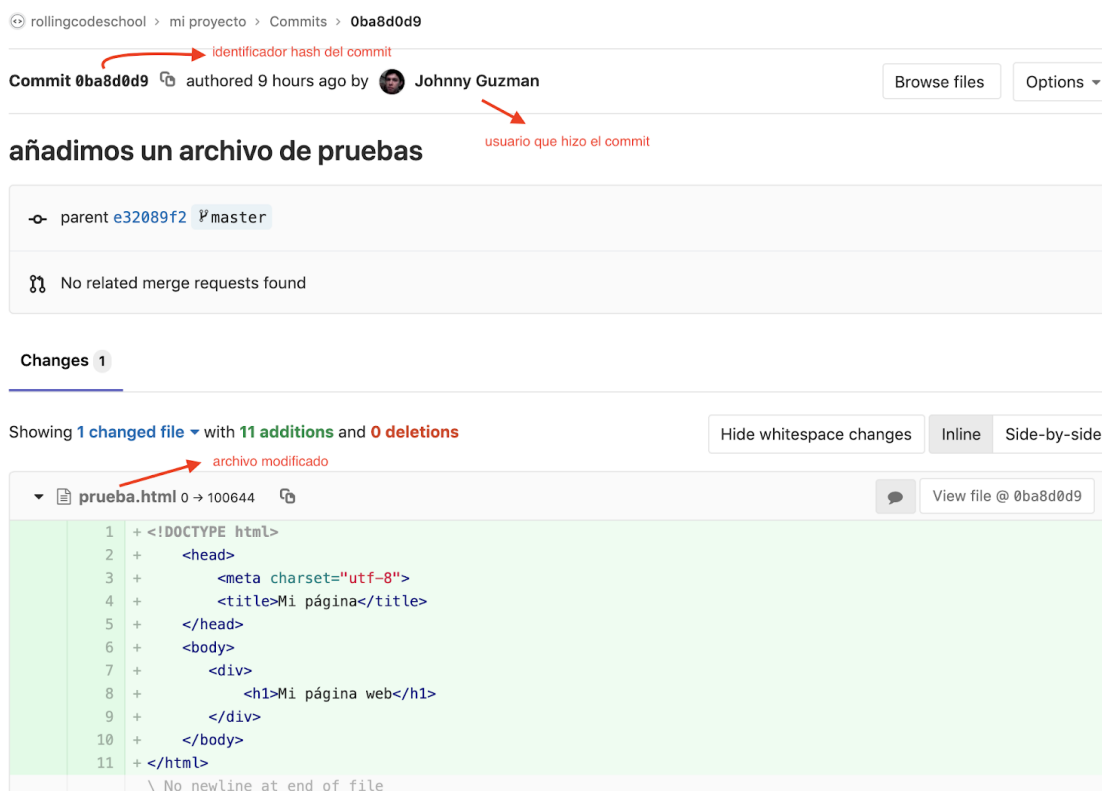 rollingcodeschool › mi proyecto › Commits › 0ba8d0d9
identificador hash del commit
Commit 0ba8d0d9 authored 9 hours ago by Johnny Guzman Browse files Options
usuario que hizo el commit
añadimos un archivo de pruebas
parent e32089f2 master
No related merge requests found
Changes 1
Showing 1 changed file with 11 additions and 0 deletions Hide whitespace changes Inline Side-by-side
archivo modificado
prueba.html 0 → 100644 View file @ 0ba8d0d9
1 + <!DOCTYPE html>
2 +     <head>
3 +         <meta charset="utf-8">
4 +         <title>Mi página</title>
5 +     </head>
6 +     <body>
7 +        <div>
8 +            <h1>Mi página web</h1>
9 +        </div>
10 +     </body>
11 + </html>
\ No newline at end of file